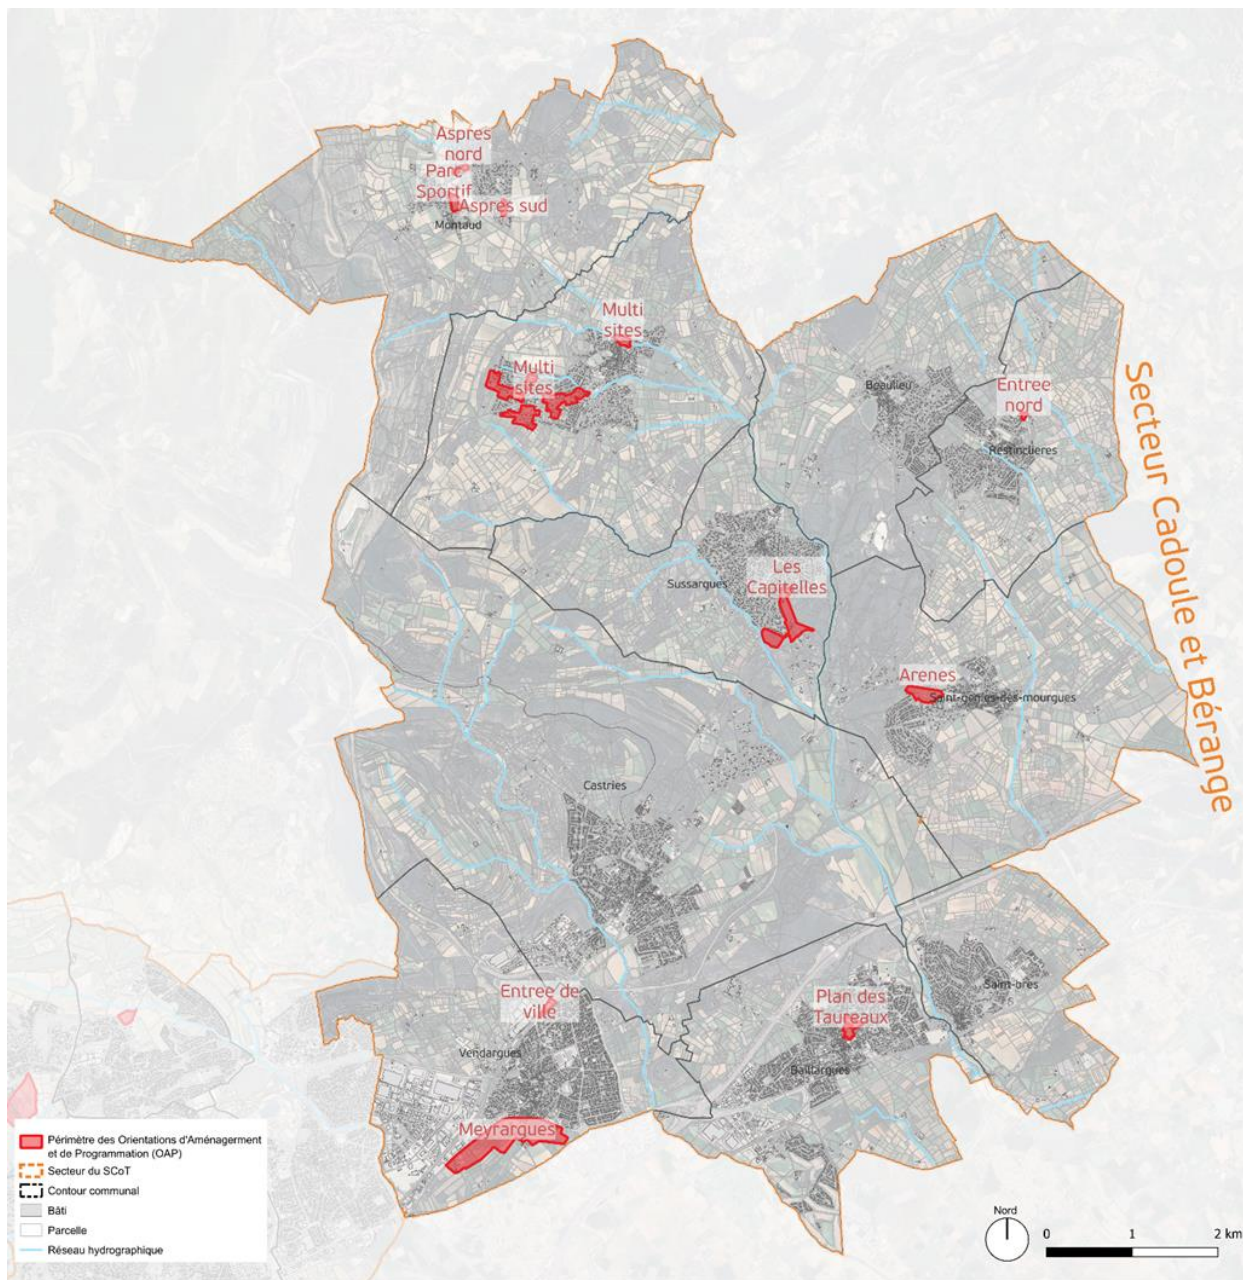 Aspres
nord
Parc
Sportif
Aspres sud
Montaud
Multi
sites
Multi
sites
Beaulieu
Entree
nord
Restinclieres
Secteur Cadoule et Bérange
Les
Capitelles
Sussargues
Arenes
Saint-genies-des-mourgues
Castries
Saint-bres
Entree de
ville
Plan des
Taureaux
Vendargues
Baillargues
Meyrargues
Périmètre des Orientations d'Aménagerment
et de Programmation (OAP)
Secteur du SCoT
Contour communal
Bâti
Parcelle
Réseau hydrographique
Nord
0 1 2 km